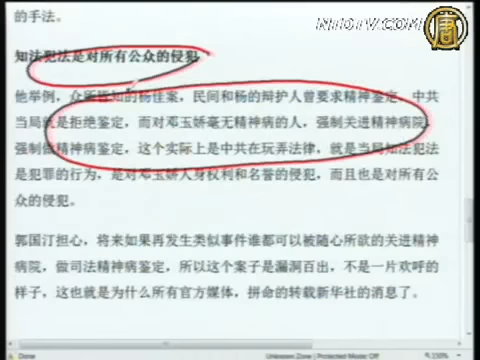 NTDTV.COM
唐
的手法。
知法犯法是对所有公众的侵犯
他举例，众所皆知的杨佳案，民间和杨的辩护人曾要求精神鉴定，中共
当局就是拒绝鉴定，而对邓玉娇毫无精神病的人，强制关进精神病院，
强制做精神病鉴定，这个实际上是中共在玩弄法律，就是当局知法犯法
是犯罪的行为，是对邓玉娇人身权利和名誉的侵犯，而且也是对所有公
众的侵犯。
郭国汀担心，将来如果再发生类似事件谁都可以被随心所欲的关进精神
病院，做司法精神病鉴定，所以这个案子是漏洞百出，不是一片欢呼的
样子，这也就是为什么所有官方媒体，拼命的转载新华社的消息了。
Done Unknown Zone | Protected Mode: Off 150%